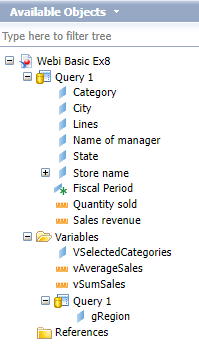 Available Objects
Type here to filter tree
Webi Basic Ex8
Query 1
Category
City
Lines
Name of manager
State
Store name
Fiscal Period
Quantity sold
Sales revenue
Variables
VSelectedCategories
vAverageSales
vSumSales
Query 1
gRegion
References